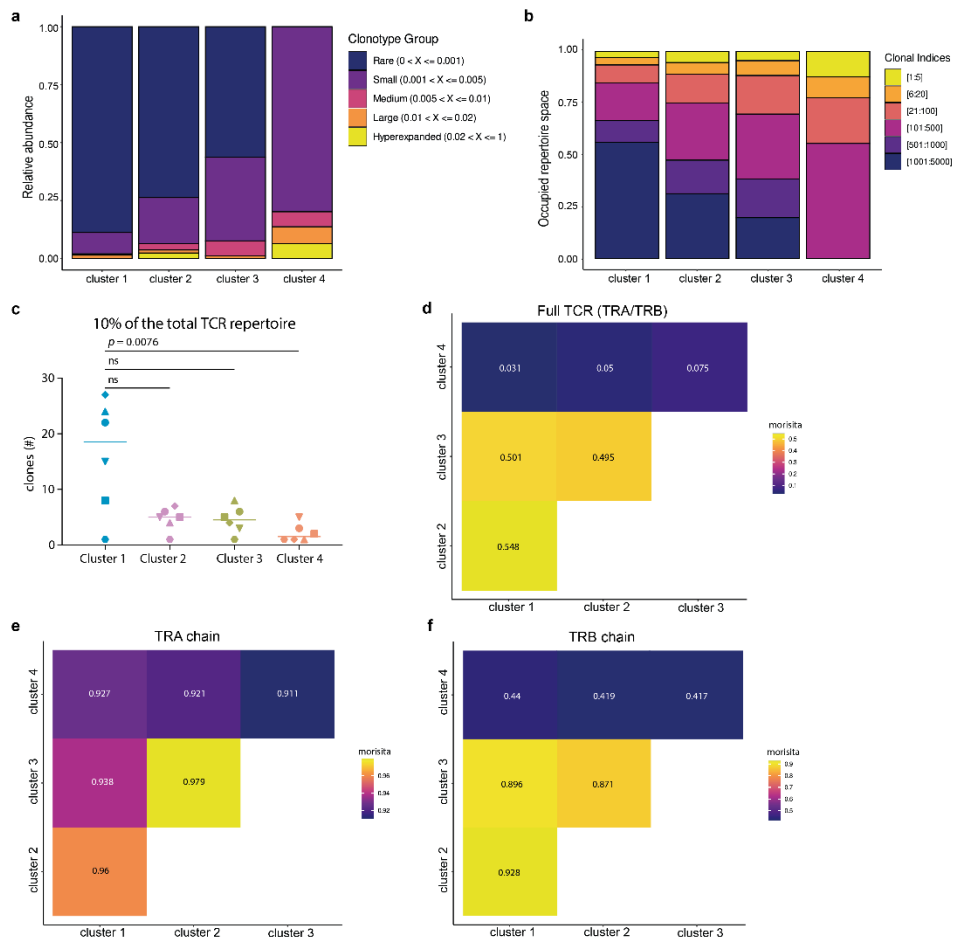 a
Relative abundance
1.00
0.75
0.50
0.25
0.00
cluster 1 cluster 2 cluster 3 cluster 4
Clonotype Group
Rare (0 < X <= 0.001)
Small (0.001 < X <= 0.005)
Medium (0.005 < X <= 0.01)
Large (0.01 < X <= 0.02)
Hyperexpanded (0.02 < X <= 1)
b
Occupied repertoire space
1.00
0.75
0.50
0.25
0.00
cluster 1 cluster 2 cluster 3 cluster 4
Clonal Indices
[1:5]
[6:20]
[21:100]
[101:500]
[501:1000]
[1001:5000]
c
10% of the total TCR repertoire
p = 0.0076
ns
ns
clones (#)
30
20
10
0
Cluster 1 Cluster 2 Cluster 3 Cluster 4
d
Full TCR (TRA/TRB)
cluster 4
0.031 0.05 0.075
cluster 3
0.501 0.495
cluster 2
0.548
cluster 1 cluster 2 cluster 3
morisita
0.5
0.4
0.3
0.2
0.1
e
TRA chain
cluster 4
0.927 0.921 0.911
cluster 3
0.938 0.979
cluster 2
0.96
cluster 1 cluster 2 cluster 3
morisita
0.96
0.94
0.92
f
TRB chain
cluster 4
0.44 0.419 0.417
cluster 3
0.896 0.871
cluster 2
0.928
cluster 1 cluster 2 cluster 3
morisita
0.9
0.8
0.7
0.6
0.5